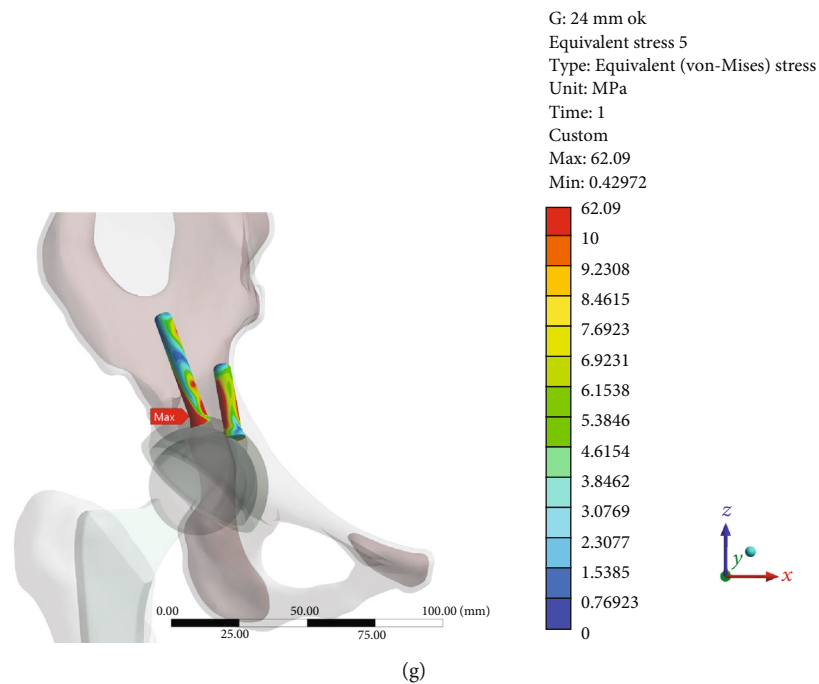 G: 24 mm ok
Equivalent stress 5
Type: Equivalent (von-Mises) stress
Unit: MPa
Time: 1
Custom
Max: 62.09
Min: 0.42972
62.09
10
9.2308
8.4615
7.6923
6.9231
6.1538
5.3846
4.6154
3.8462
3.0769
2.3077
1.5385
0.76923
0
Max
z
y
x
0.00 50.00 100.00 (mm)
25.00 75.00
(g)